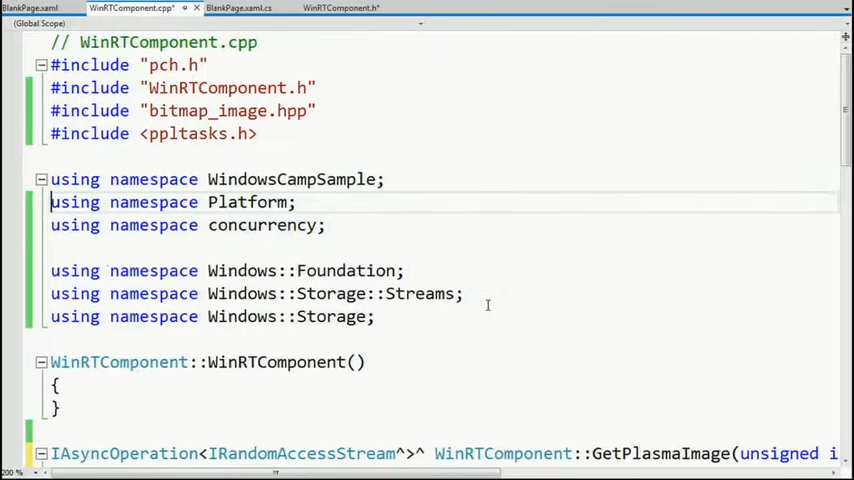 BlankPage.xaml WinRTComponent.cpp* BlankPage.xaml.cs WinRTComponent.h*
(Global Scope)
// WinRTComponent.cpp
#include "pch.h"
#include "WinRTComponent.h"
#include "bitmap_image.hpp"
#include <ppltasks.h>
using namespace WindowsCampSample;
using namespace Platform;
using namespace concurrency;
using namespace Windows::Foundation;
using namespace Windows::Storage::Streams;
using namespace Windows::Storage;
WinRTComponent::WinRTComponent()
{
}
IAsyncOperation<IRandomAccessStream^>^ WinRTComponent::GetPlasmaImage(unsigned i
200 %